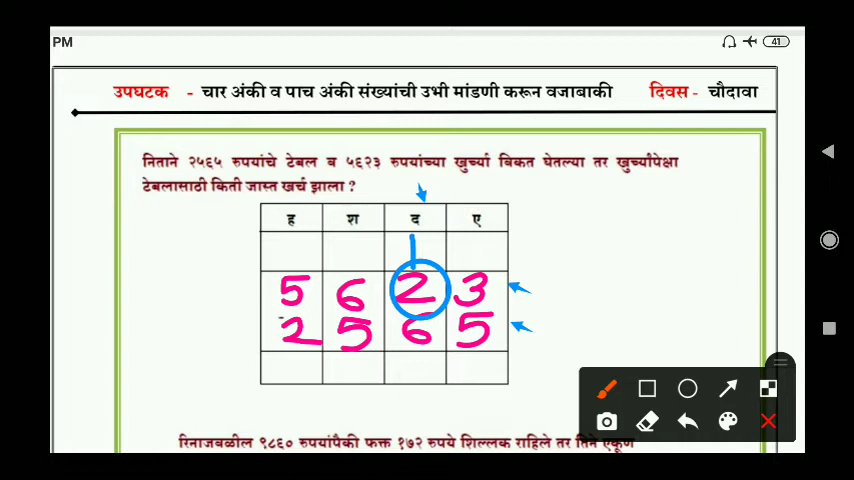 PM
41
उपघटक - चार अंकी व पाच अंकी संख्यांची उभी मांडणी करून वजाबाकी दिवस - चौदावा
निताने २५६५ रुपयांचे टेबल व ५६२३ रुपयांच्या खुर्च्या विकत घेतल्या तर खुर्च्यांपेक्षा
टेबलासाठी किती जास्त खर्च झाला ?
ह श द ए
1
5 6 2 3
- 2 5 6 5
रिनाजवळील ९८६० रुपयांपैकी फक्त १७२ रुपये शिल्लक राहिले तर तिने एकूण